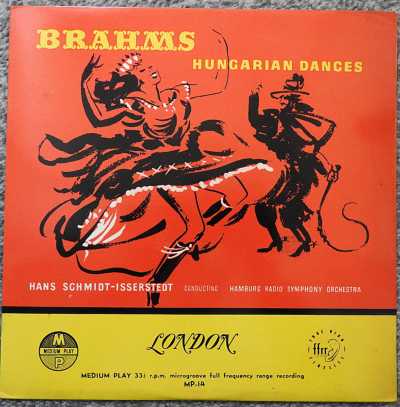 BRAHMS
HUNGARIAN DANCES
HANS SCHMIDT-ISSERSTEDT CONDUCTING HAMBURG RADIO SYMPHONY ORCHESTRA
M
MEDIUM PLAY
P
LONDON
ffrr
MEDIUM PLAY 33⅓ r.p.m. microgroove full frequency range recording
MP-14